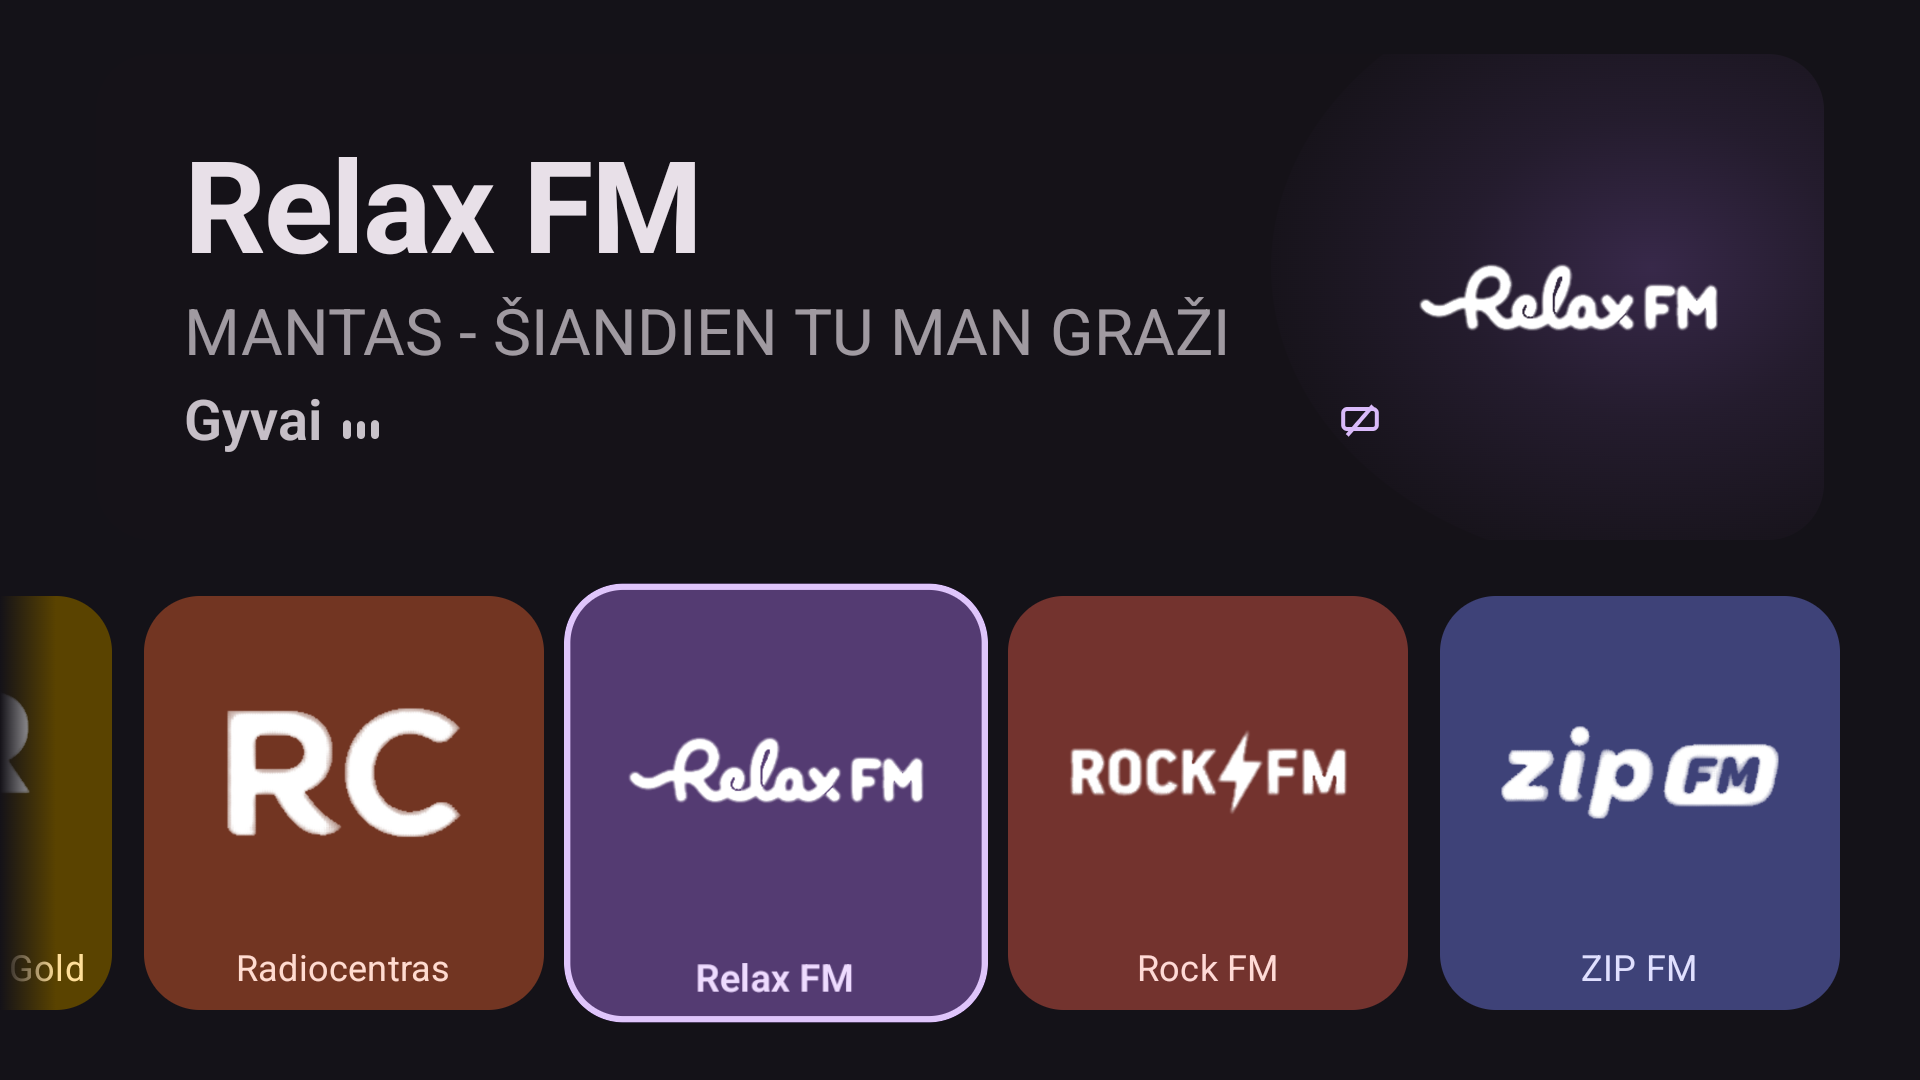 Relax FM
MANTAS - ŠIANDIEN TU MAN GRAŽI
Gyvai
Relax FM
RC
Relax FM
ROCK FM
zip FM
Gold
Radiocentras
Relax FM
Rock FM
ZIP FM